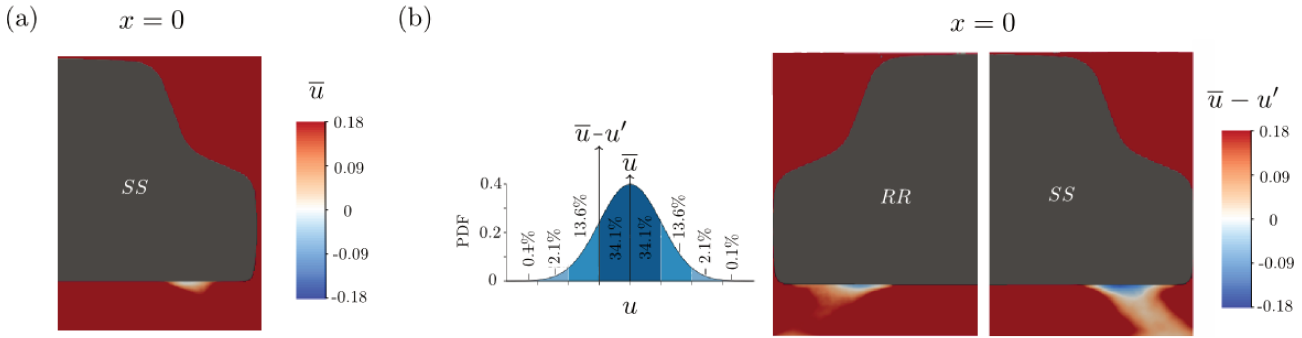 (a)
x = 0
SS
u̅
0.18
0.09
0
-0.09
-0.18
(b)
u̅-u′
u̅
PDF
0.4
0.2
0
0.1%
2.1%
13.6%
34.1%
34.1%
13.6%
2.1%
0.1%
u
x = 0
RR
SS
u̅ − u′
0.18
0.09
0
-0.09
-0.18